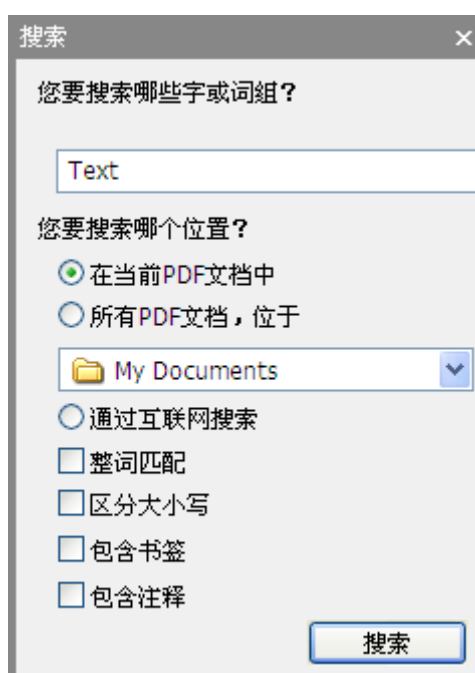 搜索
您要搜索哪些字或词组?
Text
您要搜索哪个位置?
在当前PDF文档中
所有PDF文档，位于
My Documents
通过互联网搜索
整词匹配
区分大小写
包含书签
包含注释
搜索